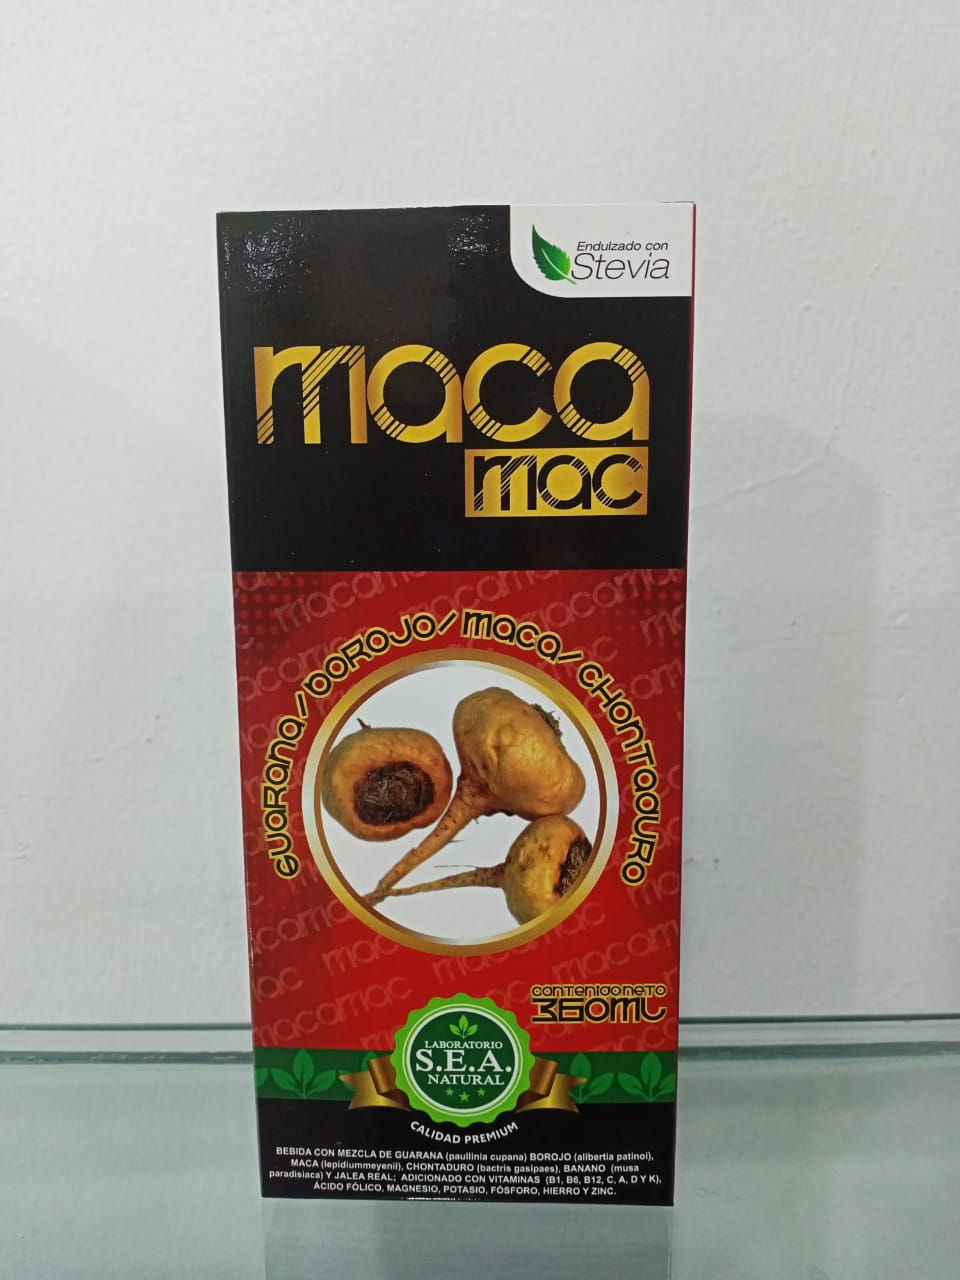 Endulzado con
Stevia
maca
mac
GUARANA/ BOROJO/ MACA/ CHONTADURO
contenido neto
360ML
LABORATORIO
S.E.A.
NATURAL
CALIDAD PREMIUM
BEBIDA CON MEZCLA DE GUARANA (paullinia cupana) BOROJO (alibertia patinoi),
MACA (lepidiummeyenii), CHONTADURO (bactris gasipaes), BANANO (musa
paradisiaca) Y JALEA REAL; ADICIONADO CON VITAMINAS (B1, B6, B12, C, A, D Y K),
ÁCIDO FÓLICO, MAGNESIO, POTASIO, FÓSFORO, HIERRO Y ZINC.